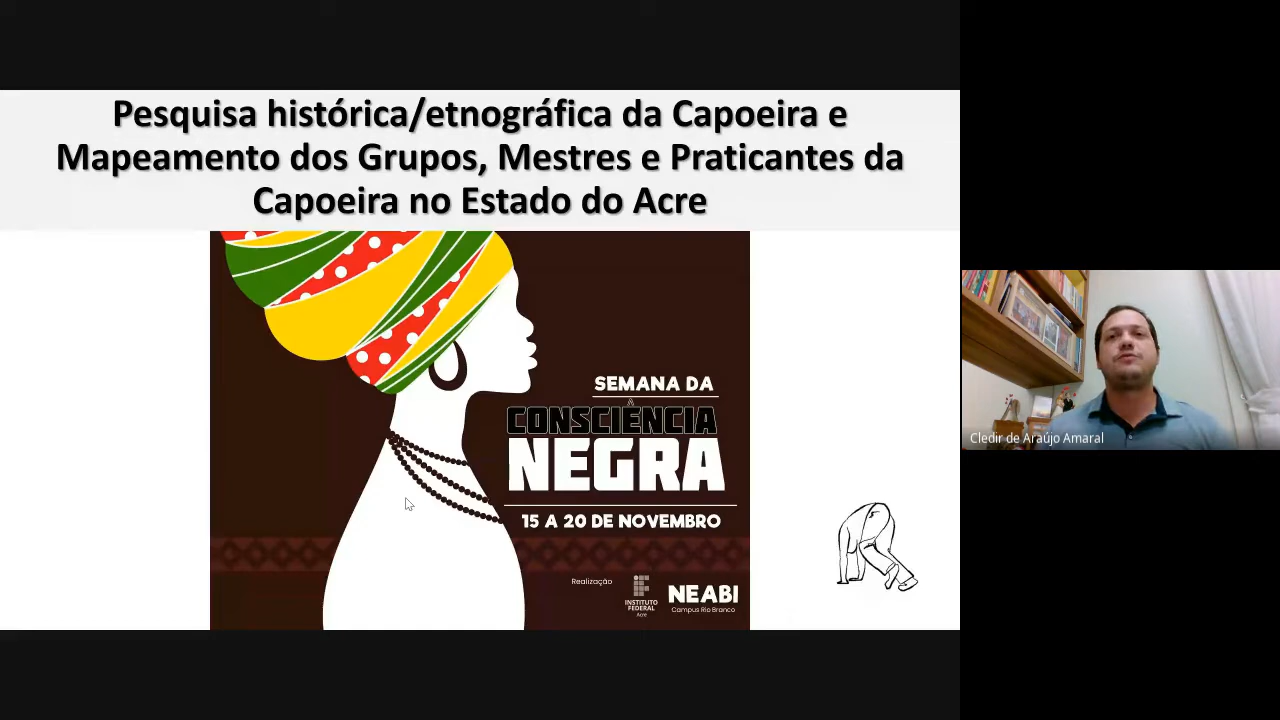 Pesquisa histórica/etnográfica da Capoeira e
Mapeamento dos Grupos, Mestres e Praticantes da
Capoeira no Estado do Acre
SEMANA DA
CONSCIÊNCIA
NEGRA
15 A 20 DE NOVEMBRO
Realização
INSTITUTO
FEDERAL
Acre
NEABI
Campus Rio Branco
Cledir de Araújo Amaral